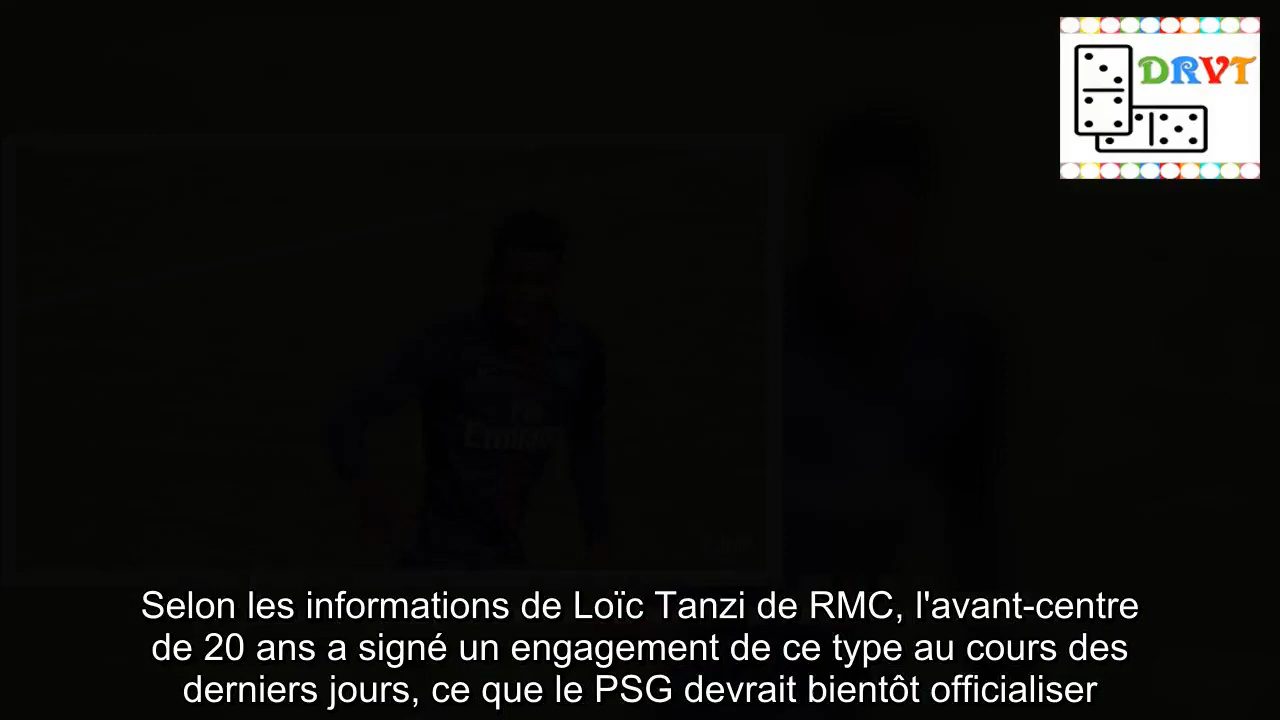 DRVT
Selon les informations de Loïc Tanzi de RMC, l'avant-centre
de 20 ans a signé un engagement de ce type au cours des
derniers jours, ce que le PSG devrait bientôt officialiser